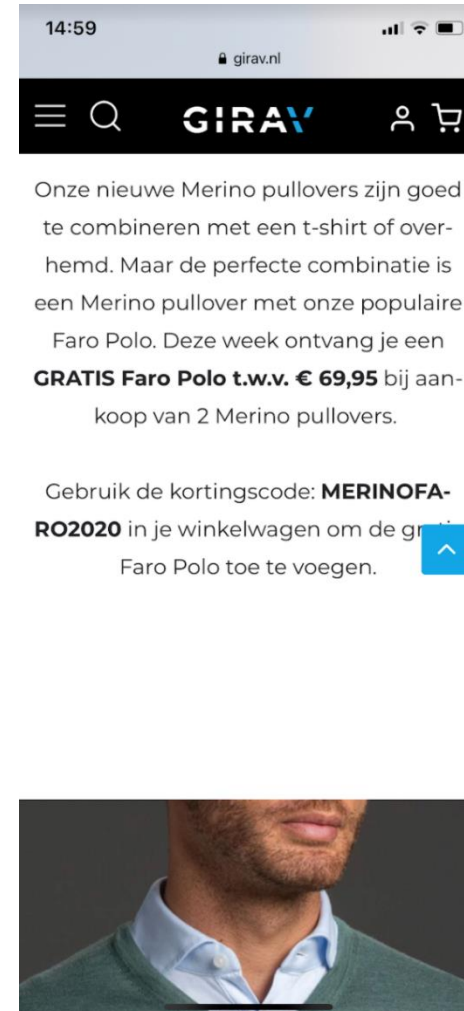 14:59
girav.nl
GIRAV
Onze nieuwe Merino pullovers zijn goed
te combineren met een t-shirt of over-
hemd. Maar de perfecte combinatie is
een Merino pullover met onze populaire
Faro Polo. Deze week ontvang je een
GRATIS Faro Polo t.w.v. € 69,95 bij aan-
koop van 2 Merino pullovers.
Gebruik de kortingscode: MERINOFA-
RO2020 in je winkelwagen om de
Faro Polo toe te voegen.